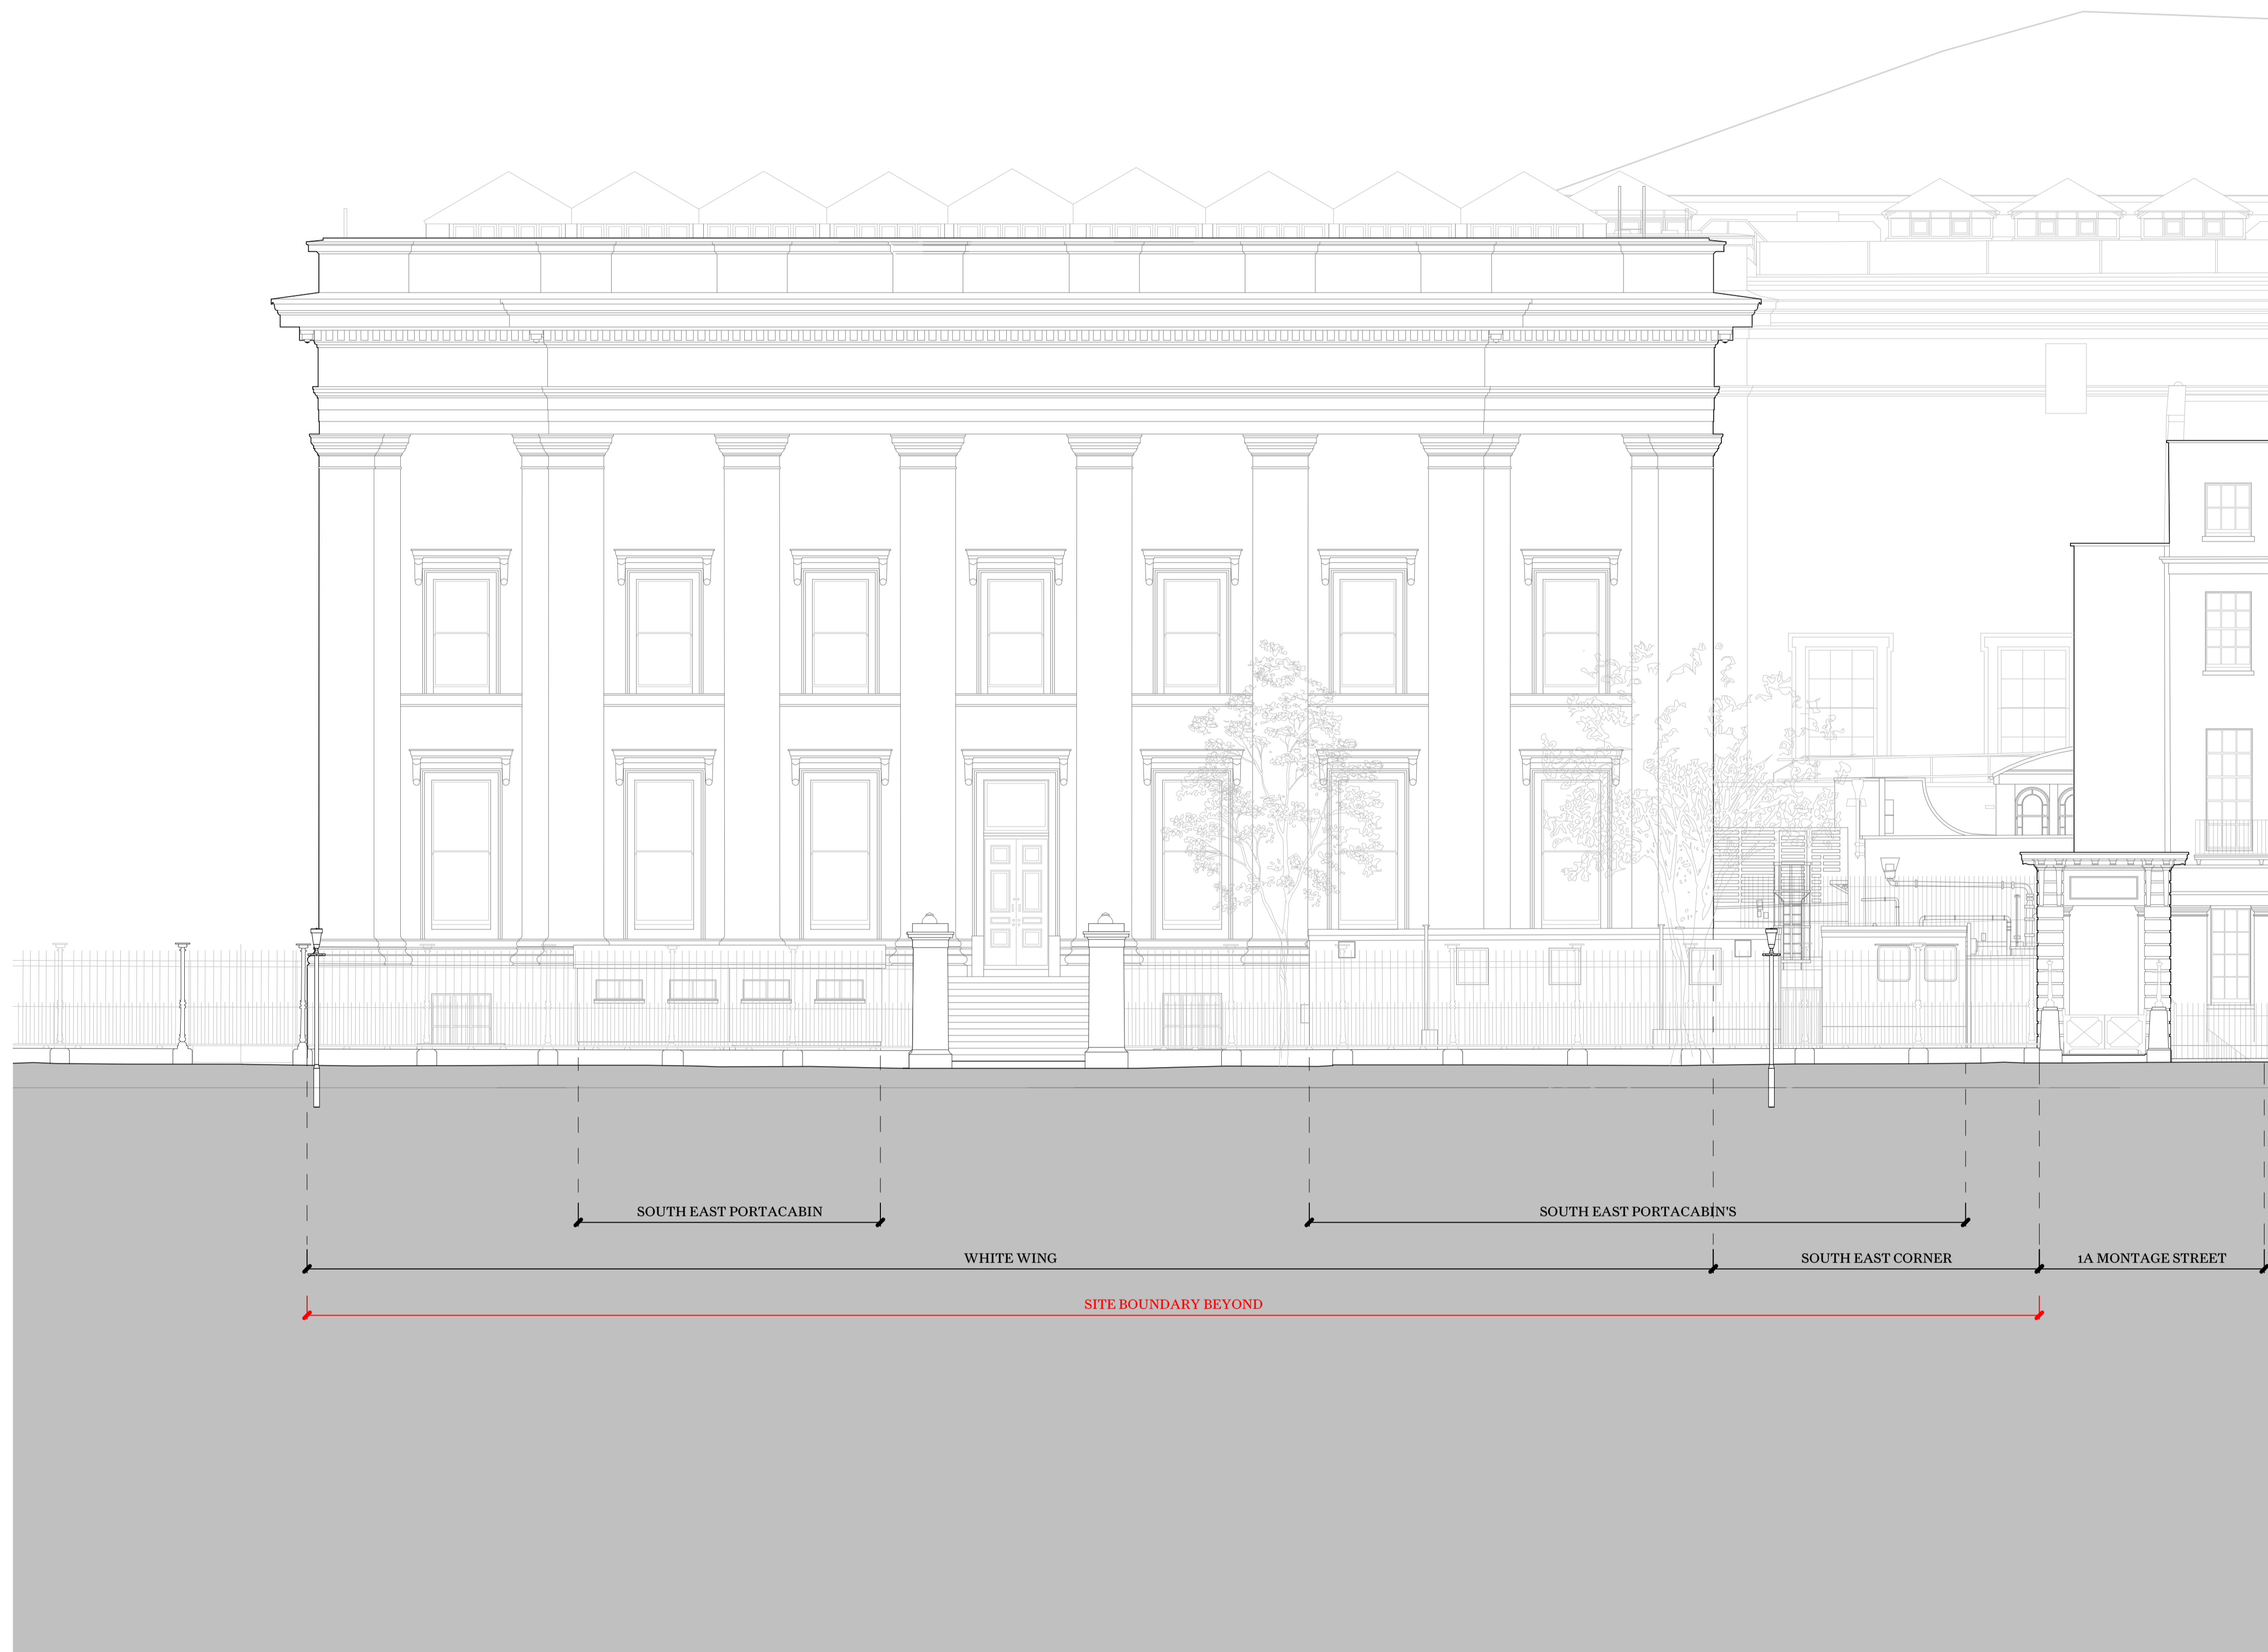 SOUTH EAST PORTACABIN
SOUTH EAST PORTACABIN'S
WHITE WING
SOUTH EAST CORNER
1A MONTAGE STREET
SITE BOUNDARY BEYOND